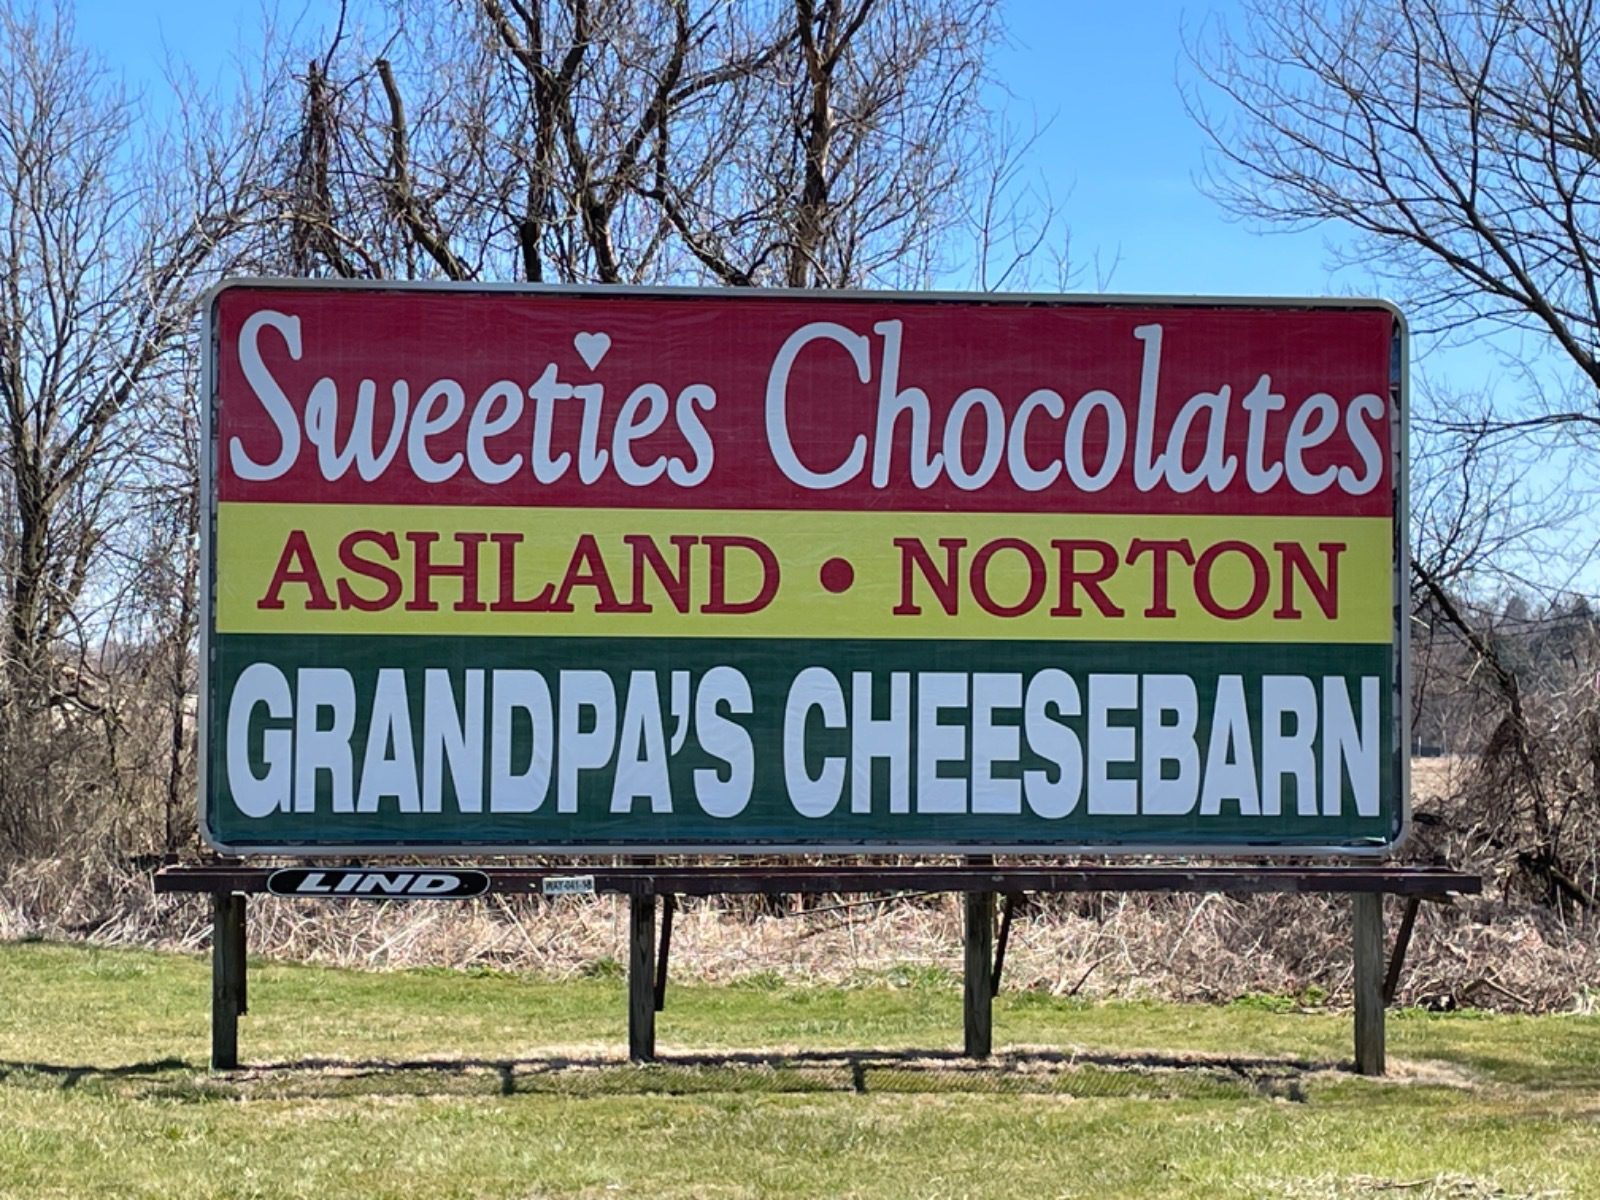 Sweeties Chocolates
ASHLAND • NORTON
GRANDPA'S CHEESEBARN
LIND